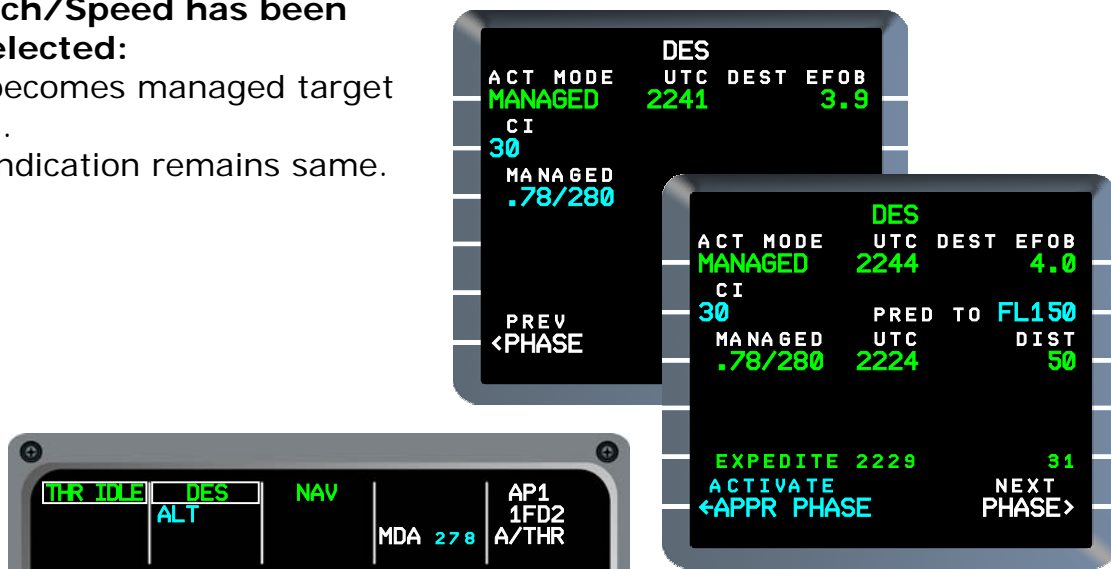 ch/Speed has been
elected:
becomes managed target
.
ndication remains same.
DES
ACT MODE UTC DEST EFOB
MANAGED 2241 3.9
CI
30
MANAGED
.78/280
PREV
<PHASE
DES
ACT MODE UTC DEST EFOB
MANAGED 2244 4.0
CI
30 PRED TO FL150
MANAGED UTC DIST
.78/280 2224 50
EXPEDITE 2229 31
ACTIVATE NEXT
←APPR PHASE PHASE>
THR IDLE DES NAV AP1
ALT 1FD2
MDA 278 A/THR